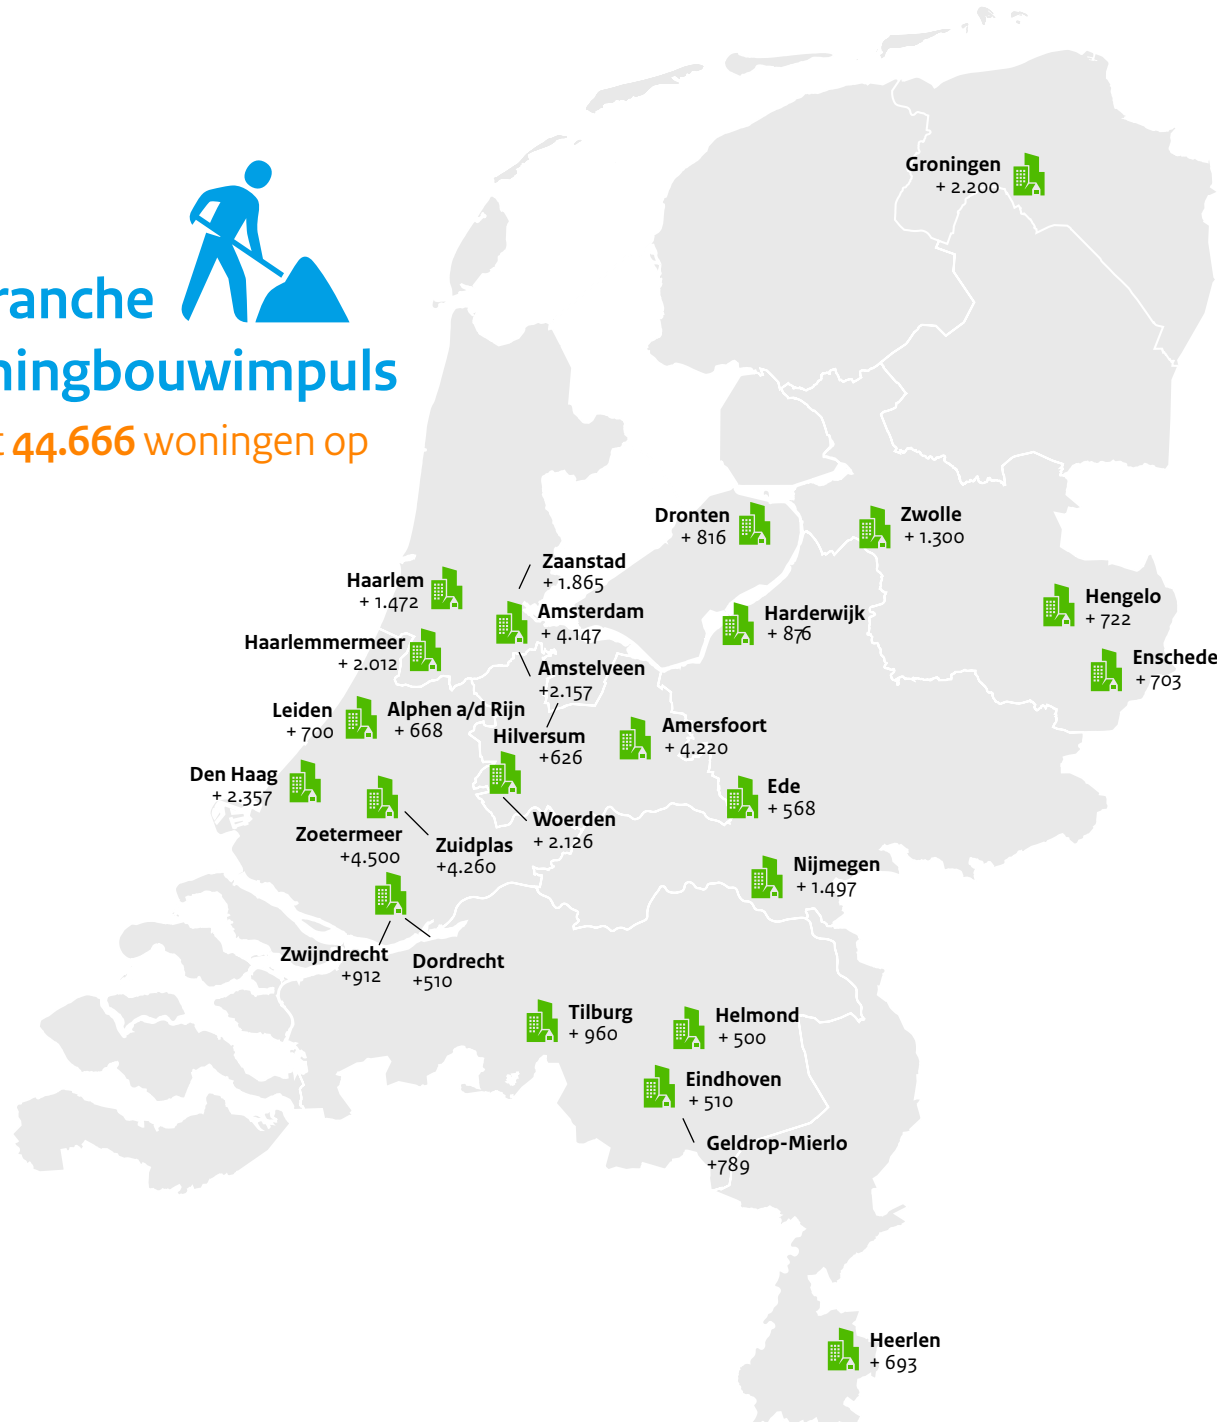 Groningen
+ 2.200
ranche
ningbouwimpuls
t 44.666 woningen op
Dronten
+ 816
Zwolle
+ 1.300
Zaanstad
+ 1.865
Haarlem
+ 1.472
Amsterdam
+ 4.147
Harderwijk
+ 876
Hengelo
+ 722
Haarlemmermeer
+ 2.012
Amstelveen
+2.157
Enschede
+ 703
Leiden
+ 700
Alphen a/d Rijn
+ 668
Hilversum
+626
Amersfoort
+ 4.220
Den Haag
+ 2.357
Ede
+ 568
Zoetermeer
+4.500
Zuidplas
+4.260
Woerden
+ 2.126
Nijmegen
+ 1.497
Zwijndrecht
+912
Dordrecht
+510
Tilburg
+ 960
Helmond
+ 500
Eindhoven
+ 510
Geldrop-Mierlo
+789
Heerlen
+ 693